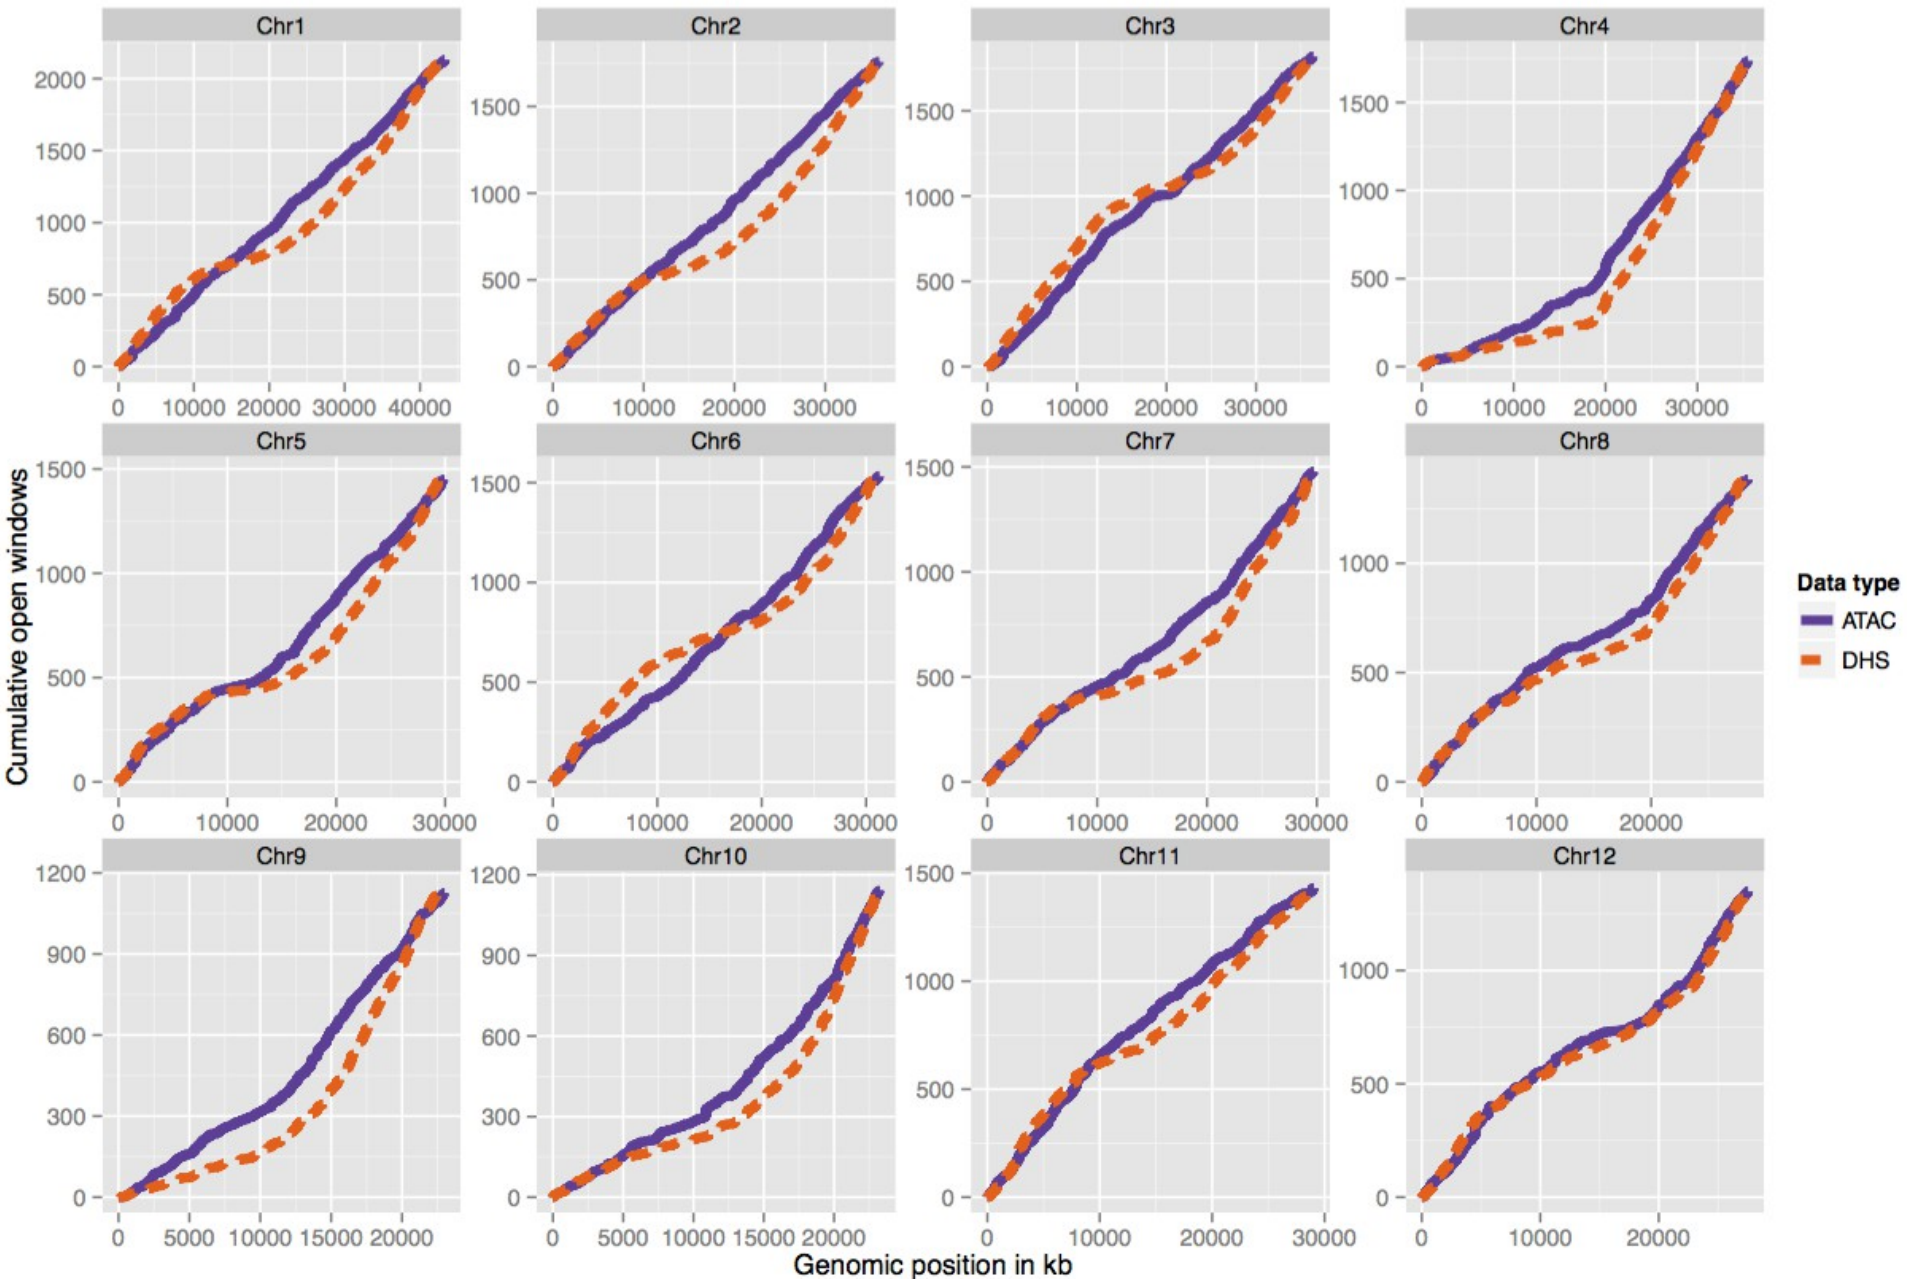 Chr1 Chr2 Chr3 Chr4
2000
1500
1000
500
0
1500
1000
500
0
1500
1000
500
0
1500
1000
500
0
0 10000 20000 30000 40000
0 10000 20000 30000
0 10000 20000 30000
0 10000 20000 30000
Chr5 Chr6 Chr7 Chr8
1500
1000
500
0
1500
1000
500
0
1500
1000
500
0
1000
500
0
0 10000 20000 30000
0 10000 20000 30000
0 10000 20000 30000
0 10000 20000
Chr9 Chr10 Chr11 Chr12
1200
900
600
300
0
1200
900
600
300
0
1500
1000
500
0
1000
500
0
0 5000 10000 15000 20000
0 5000 10000 15000 20000
0 10000 20000 30000
0 10000 20000
Cumulative open windows
Genomic position in kb
Data type
ATAC
DHS